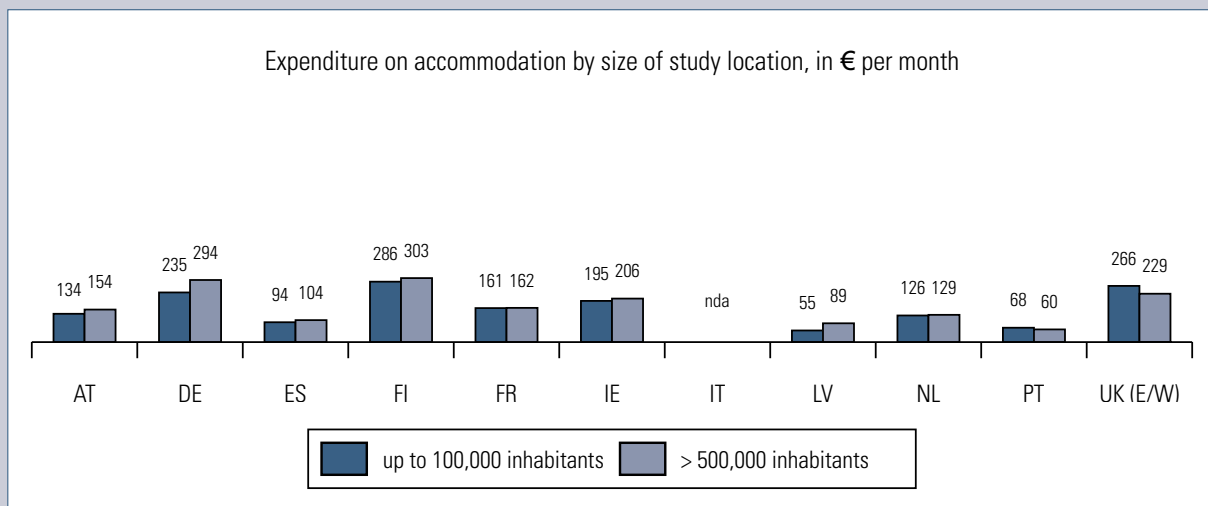 Expenditure on accommodation by size of study location, in € per month
134 154
235 294
94 104
286 303
161 162
195 206
nda
55 89
126 129
68 60
266 229
AT DE ES FI FR IE IT LV NL PT UK (E/W)
up to 100,000 inhabitants > 500,000 inhabitants